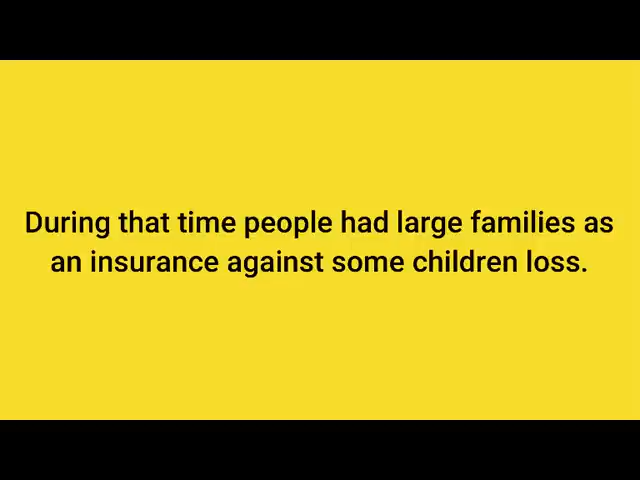 During that time people had large families as
an insurance against some children loss.